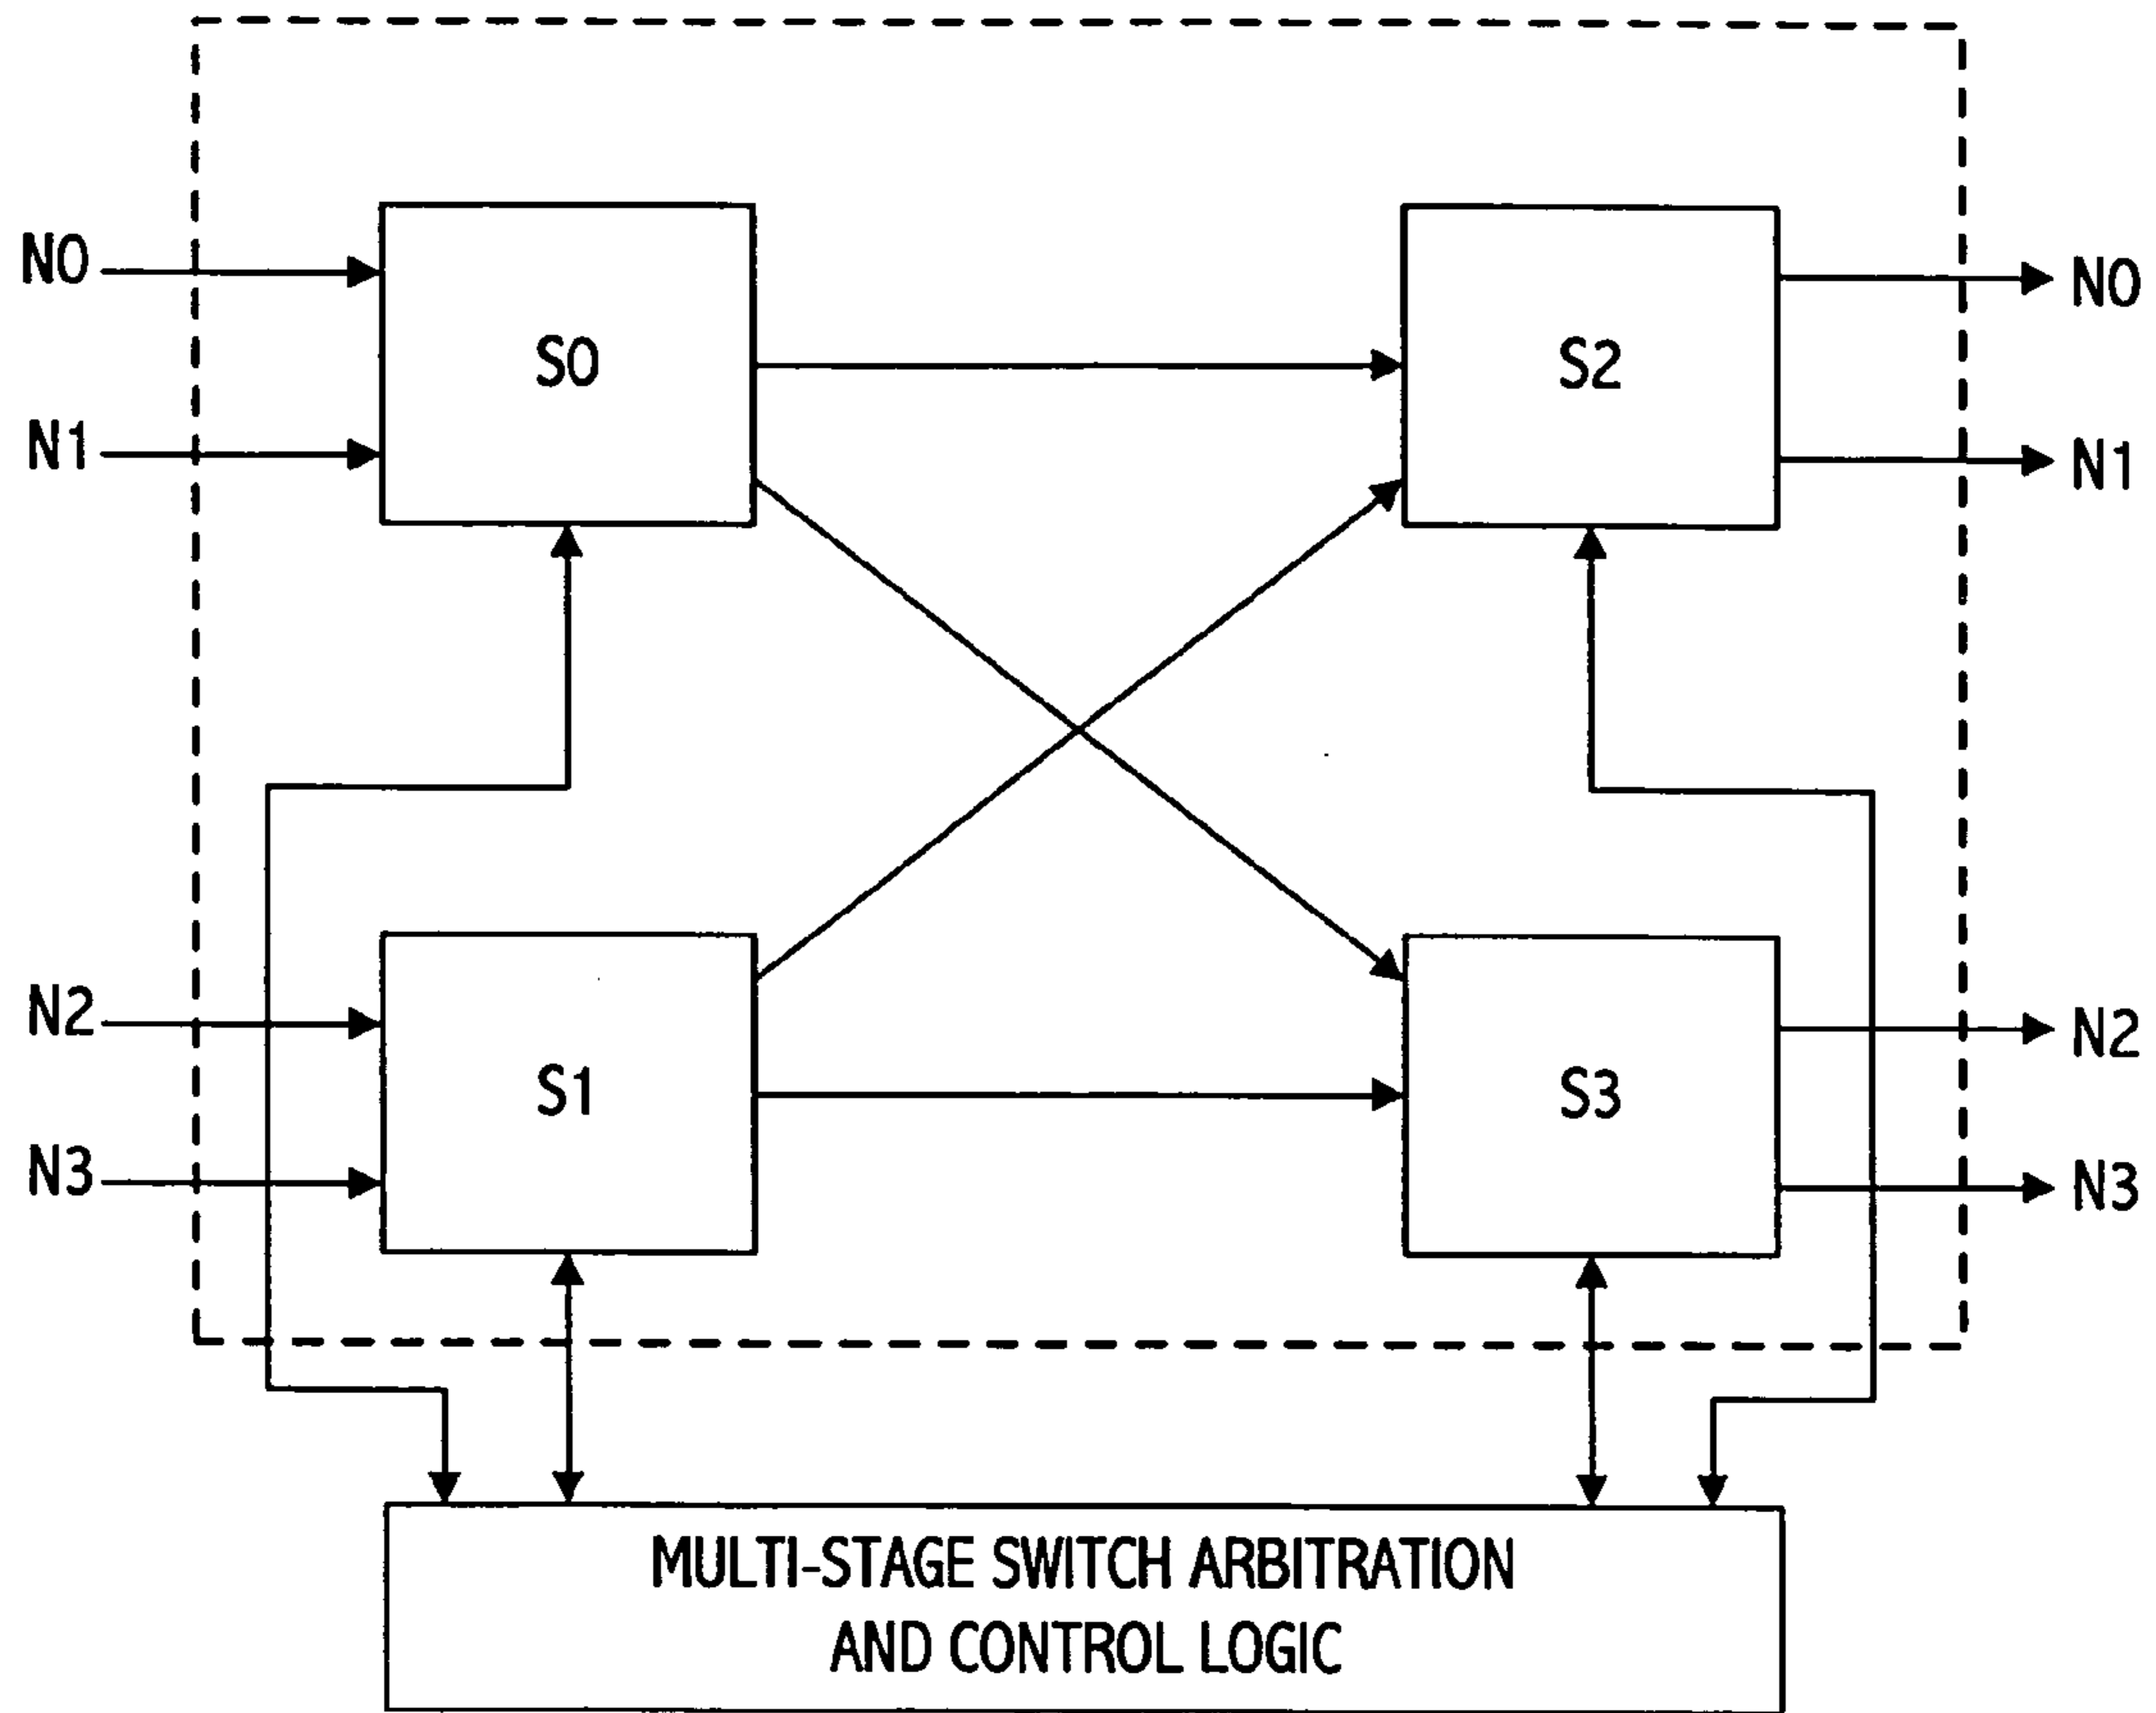 N0
N1
S0
S2
N0
N1
N2
N3
S1
S3
N2
N3
MULTI-STAGE SWITCH ARBITRATION
AND CONTROL LOGIC